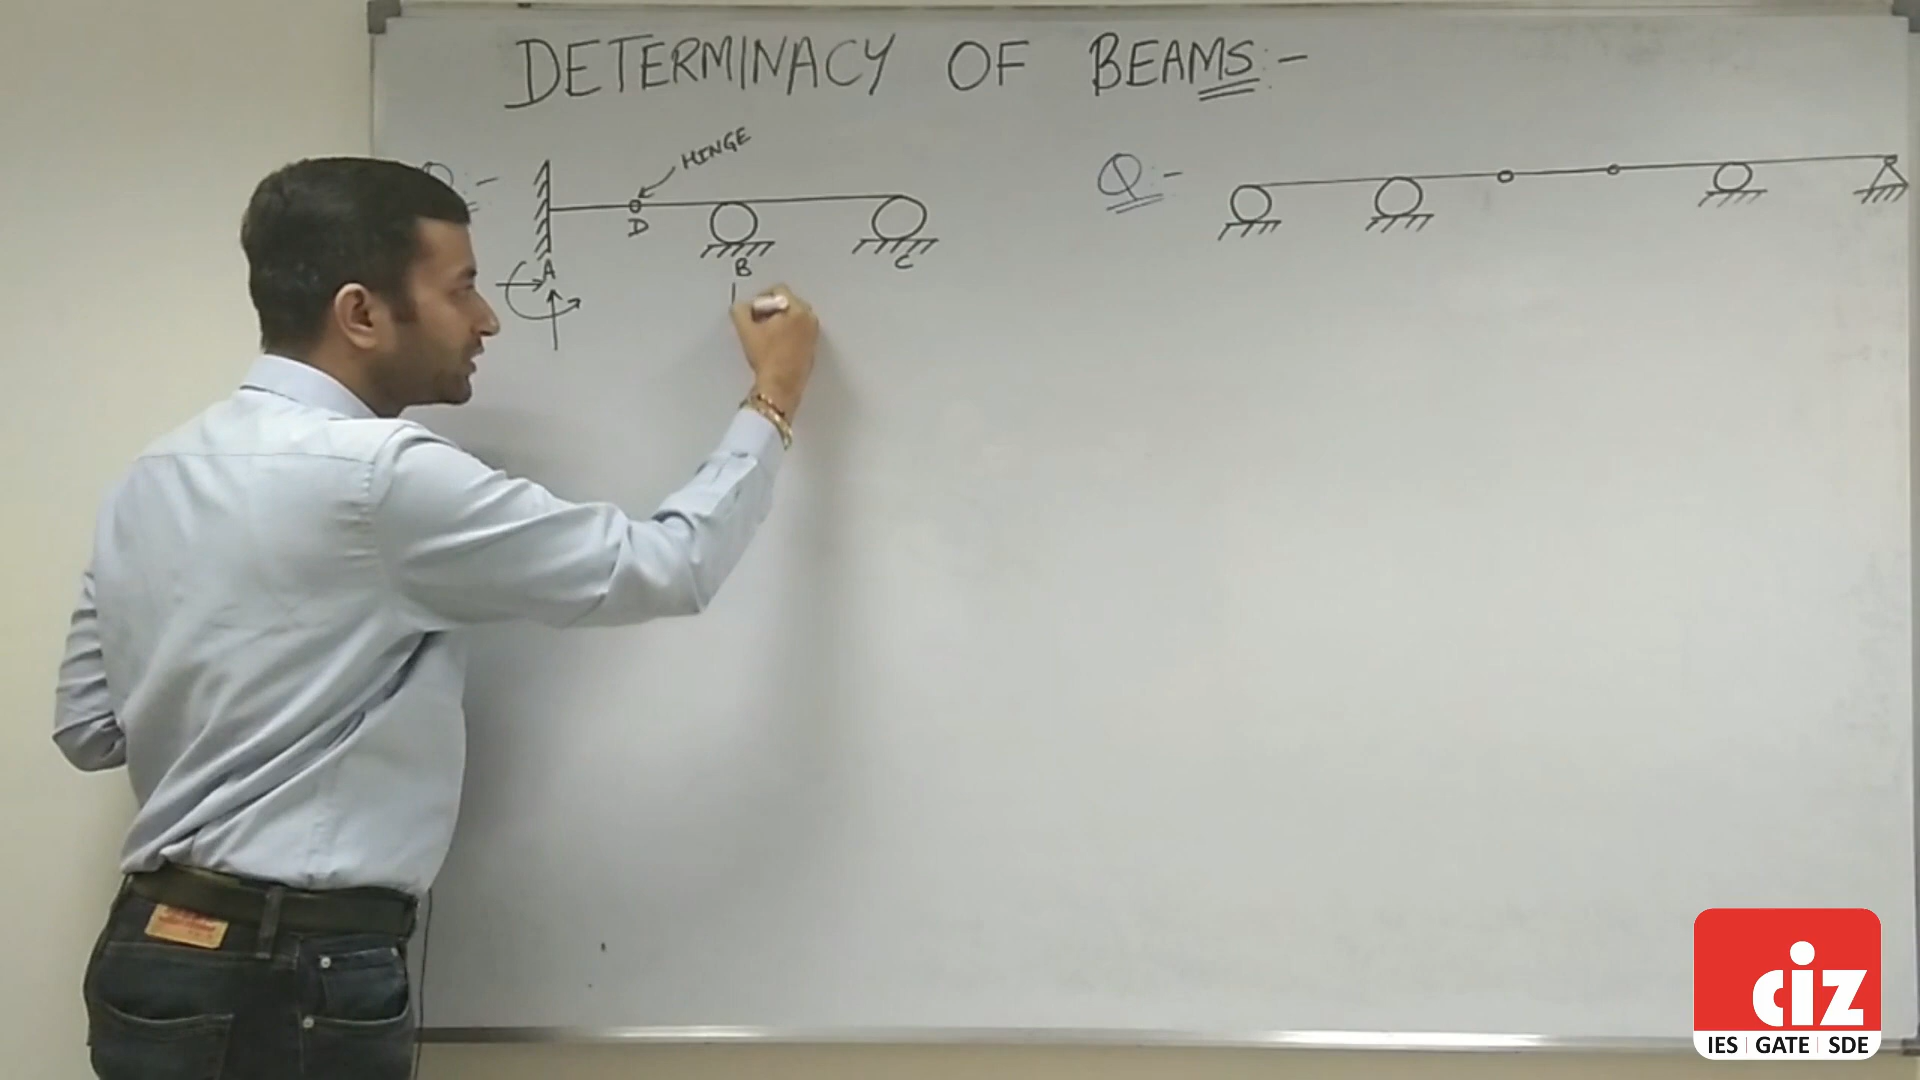 DETERMINACY OF BEAMS:-
Q:-
HINGE
D
A
B
C
Q:-
ciz
IES | GATE | SDE